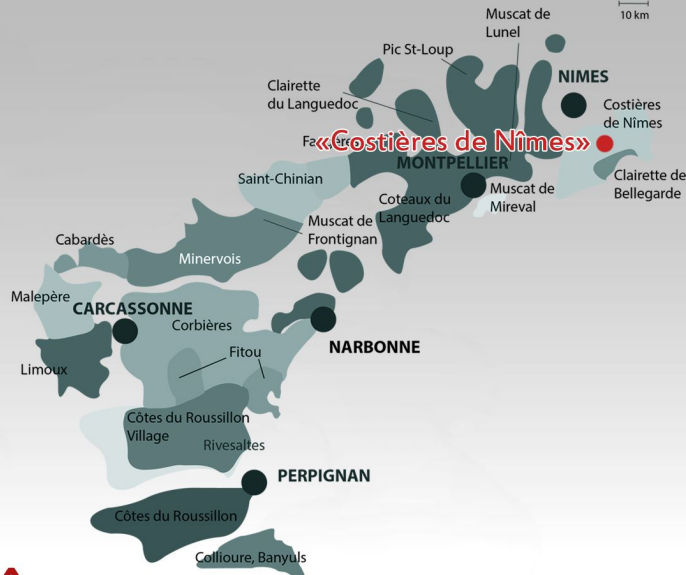 10 km
Muscat de
Lunel
Pic St-Loup
NIMES
Clairette
du Languedoc
Costières
de Nîmes
«Costières de Nîmes»
MONTPELLIER
Saint-Chinian
Clairette de
Bellegarde
Muscat de
Mireval
Coteaux du
Languedoc
Muscat de
Frontignan
Cabardès
Minervois
Malepère
CARCASSONNE
Corbières
NARBONNE
Fitou
Limoux
Côtes du Roussillon
Village
Rivesaltes
PERPIGNAN
Côtes du Roussillon
Collioure, Banyuls